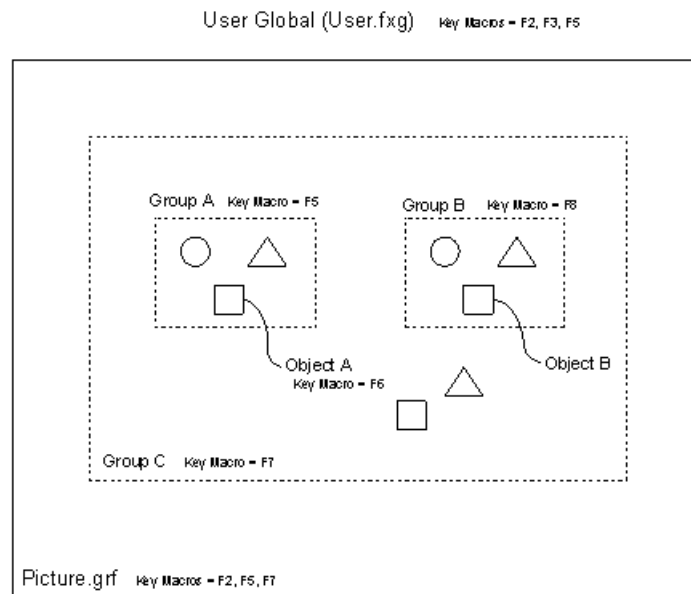 User Global (User.fxg) Key Macros = F2, F3, F5
Group A Key Macro = F5
Group B Key Macro = F8
Object A
Key Macro = F6
Object B
Group C Key Macro = F7
Picture.grf Key Macros = F2, F5, F7